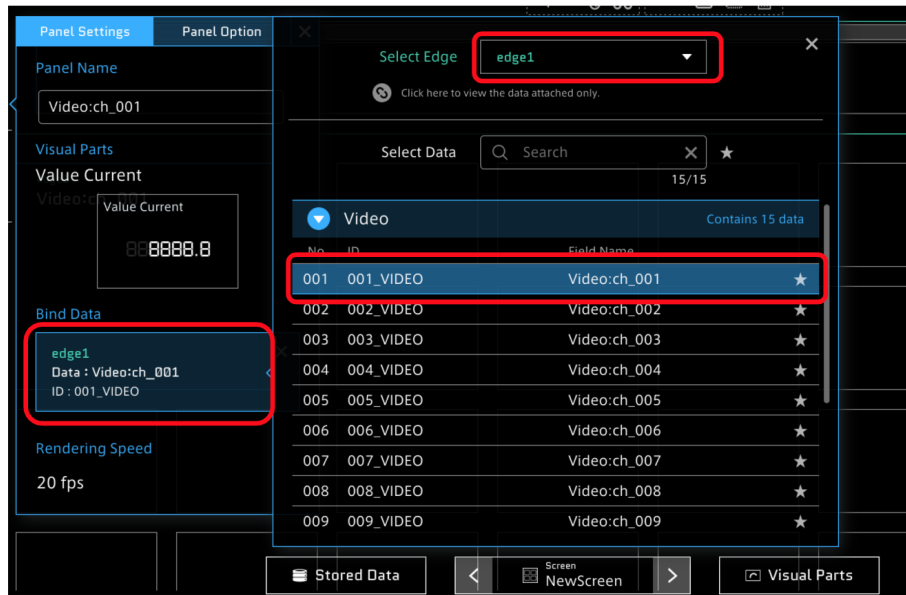 Panel Settings
Panel Option
Panel Name
Video:ch_001
Visual Parts
Value Current
Video:ch_001
Value Current
888888.8
Bind Data
edge1
Data : Video:ch_001
ID : 001_VIDEO
Rendering Speed
20 fps
Select Edge
edge1
Click here to view the data attached only.
Select Data
Search
15/15
Video
Contains 15 data
No ID Field Name
001 001_VIDEO Video:ch_001
002 002_VIDEO Video:ch_002
003 003_VIDEO Video:ch_003
004 004_VIDEO Video:ch_004
005 005_VIDEO Video:ch_005
006 006_VIDEO Video:ch_006
007 007_VIDEO Video:ch_007
008 008_VIDEO Video:ch_008
009 009_VIDEO Video:ch_009
Stored Data
Screen
NewScreen
Visual Parts